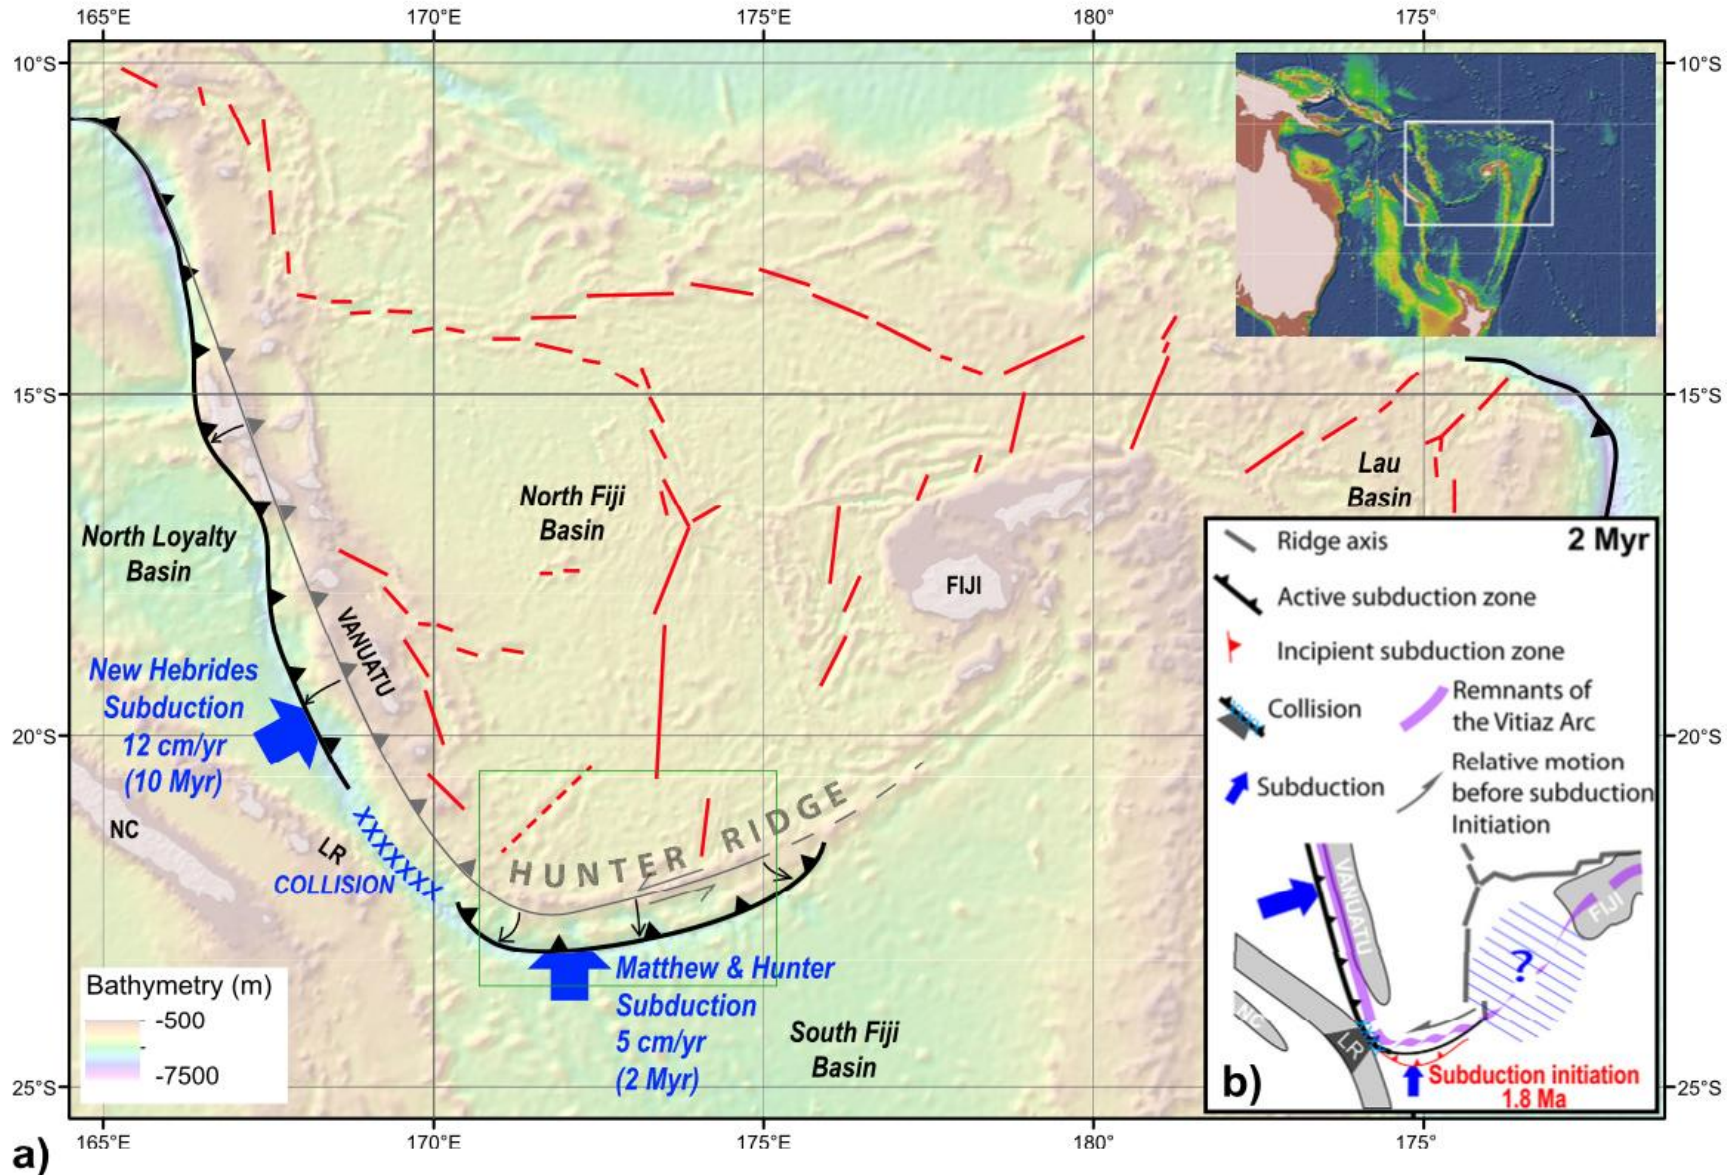 165°E
170°E
175°E
180°
175°
10°S
10°S
15°S
15°S
20°S
20°S
25°S
25°S
North Loyalty
Basin
North Fiji
Basin
Lau
Basin
FIJI
VANUATU
New Hebrides
Subduction
12 cm/yr
(10 Myr)
NC
LR
XXXXXXX
COLLISION
HUNTER RIDGE
Matthew & Hunter
Subduction
5 cm/yr
(2 Myr)
South Fiji
Basin
Bathymetry (m)
-500
-7500
2 Myr
Ridge axis
Active subduction zone
Incipient subduction zone
Collision
Remnants of
the Vitiaz Arc
Subduction
Relative motion
before subduction
Initiation
VANUATU
FIJI
?
NC
LR
Subduction initiation
1.8 Ma
b)
165°E
170°E
175°E
180°
175°
a)